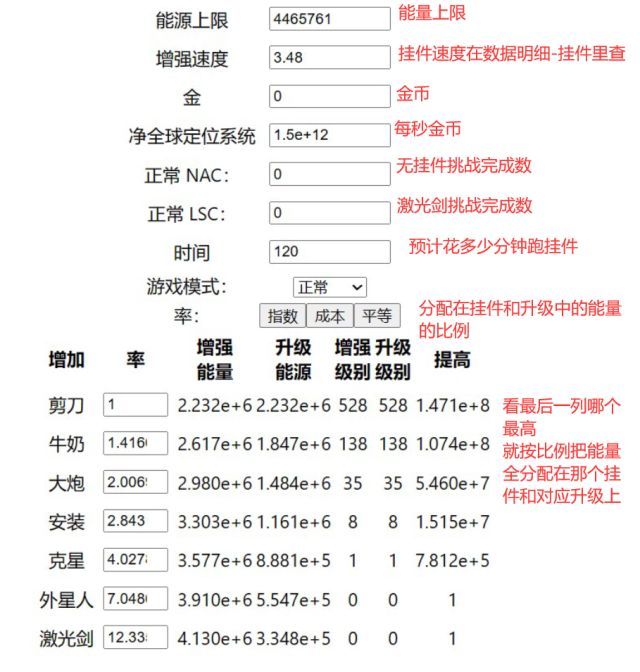 能源上限 4465761 能量上限
增强速度 3.48 挂件速度在数据明细-挂件里查
金 0 金币
净全球定位系统 1.5e+12 每秒金币
正常 NAC： 0 无挂件挑战完成数
正常 LSC： 0 激光剑挑战完成数
时间 120 预计花多少分钟跑挂件
游戏模式： 正常
率： 指数 成本 平等 分配在挂件和升级中的能量
的比例
增加 率 增强 升级 增强 升级 提高
能量 能源 级别 级别
剪刀 1 2.232e+6 2.232e+6 528 528 1.471e+8 看最后一列哪个
最高
牛奶 1.416 2.617e+6 1.847e+6 138 138 1.074e+8 就按比例把能量
大炮 2.006 2.980e+6 1.484e+6 35 35 5.460e+7 全分配在那个挂
件和对应升级上
安装 2.843 3.303e+6 1.161e+6 8 8 1.515e+7
克星 4.027 3.577e+6 8.881e+5 1 1 7.812e+5
外星人 7.048 3.910e+6 5.547e+5 0 0 1
激光剑 12.33 4.130e+6 3.348e+5 0 0 1